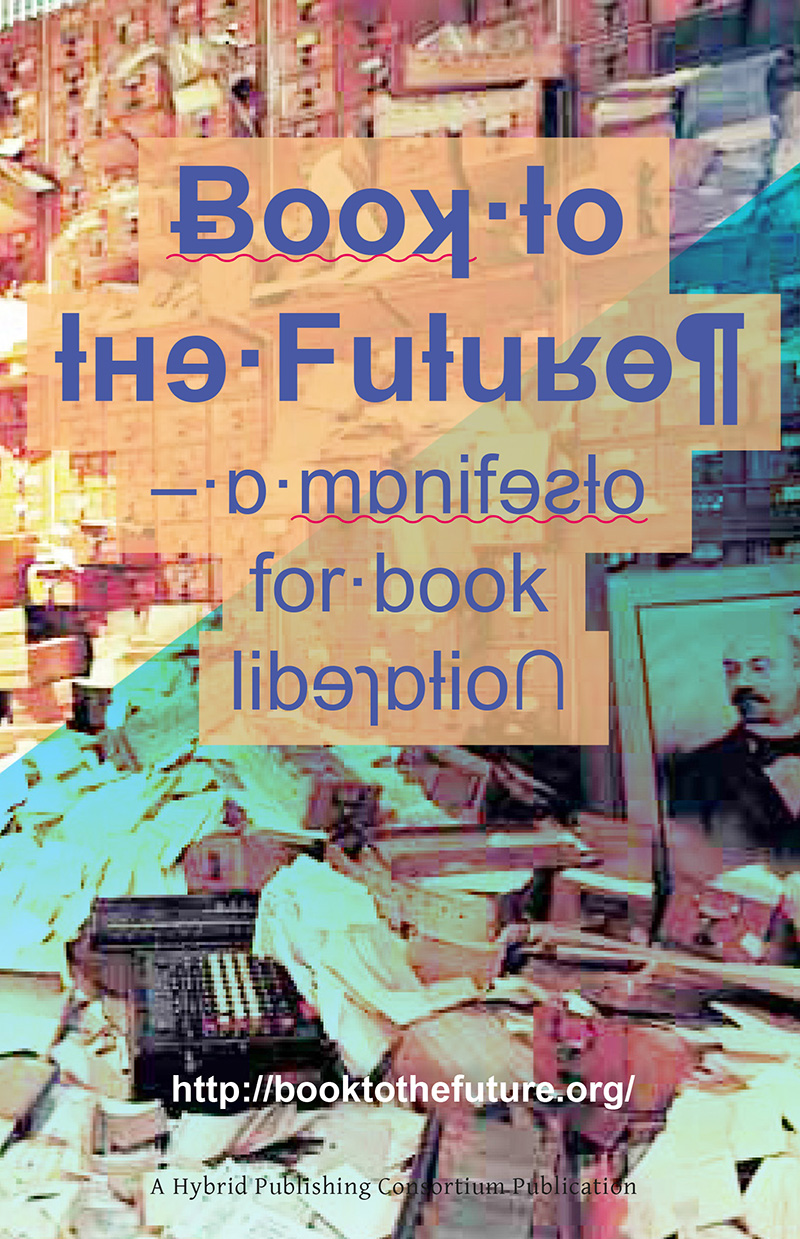 Book·to
the·Future¶
–·a·manifesto
for·book
liberation
http://booktothefuture.org/
A Hybrid Publishing Consortium Publication